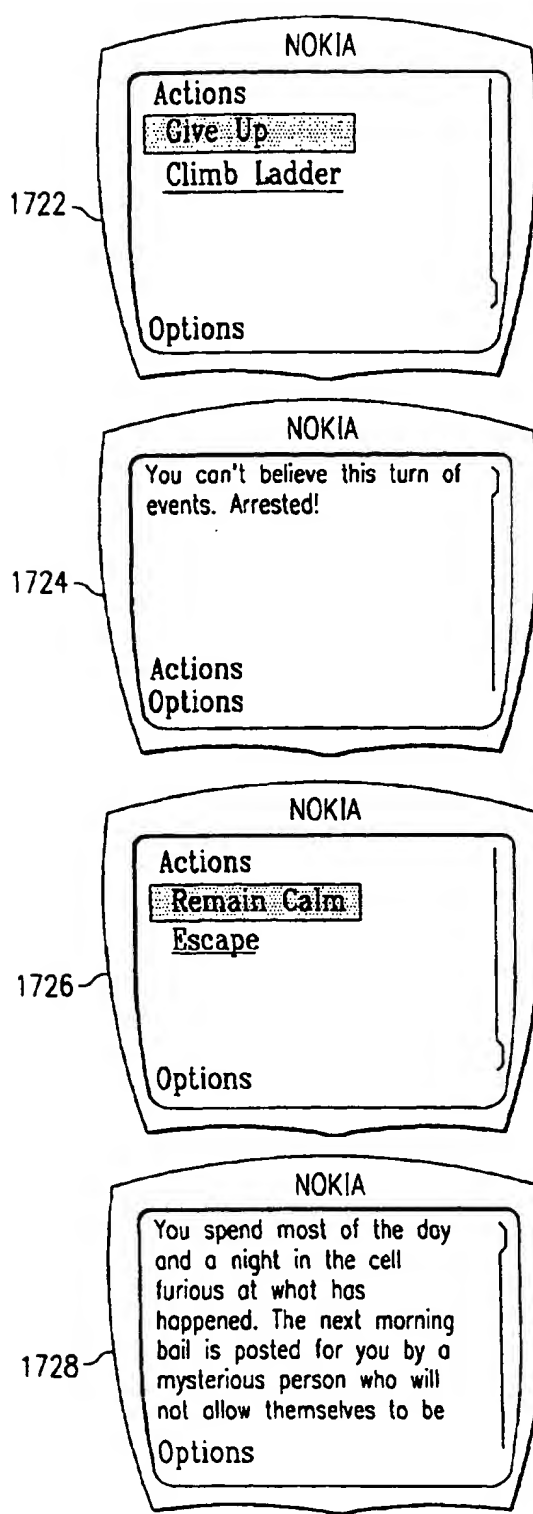 NOKIA
Actions
Give Up
Climb Ladder
1722
Options
NOKIA
You can't believe this turn of
events. Arrested!
1724
Actions
Options
NOKIA
Actions
Remain Calm
Escape
1726
Options
NOKIA
You spend most of the day
and a night in the cell
furious at what has
happened. The next morning
bail is posted for you by a
mysterious person who will
not allow themselves to be
1728
Options